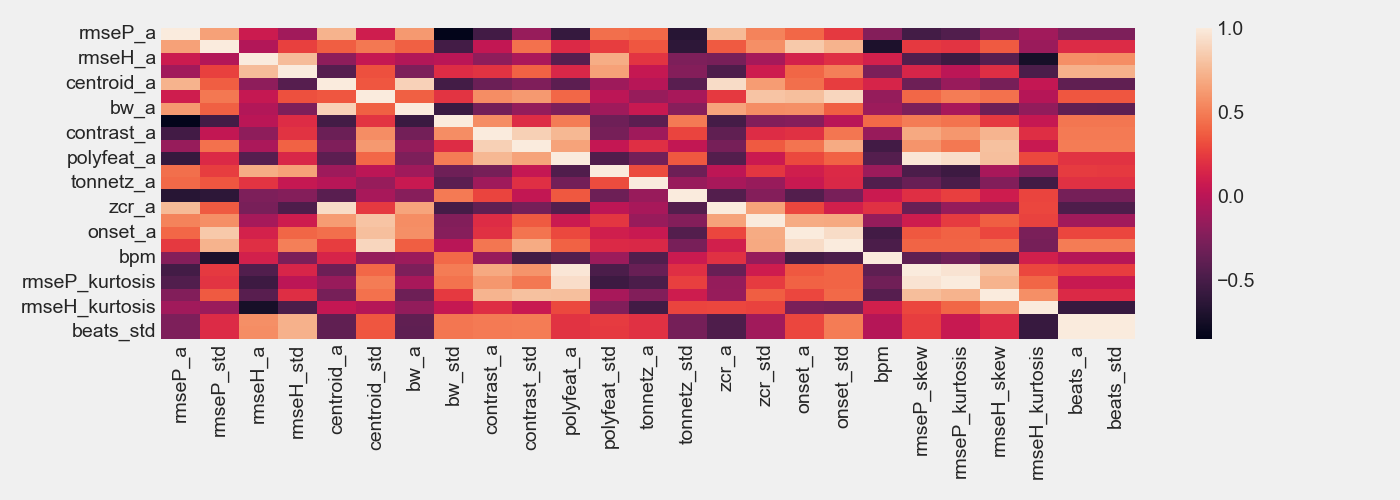 rmseP_a
rmseH_a
centroid_a
bw_a
contrast_a
polyfeat_a
tonnetz_a
zcr_a
onset_a
bpm
rmseP_kurtosis
rmseH_kurtosis
beats_std
rmseP_a
rmseP_std
rmseH_a
rmseH_std
centroid_a
centroid_std
bw_a
bw_std
contrast_a
contrast_std
polyfeat_a
polyfeat_std
tonnetz_a
tonnetz_std
zcr_a
zcr_std
onset_a
onset_std
bpm
rmseP_skew
rmseP_kurtosis
rmseH_skew
rmseH_kurtosis
beats_a
beats_std
1.0
0.5
0.0
−0.5